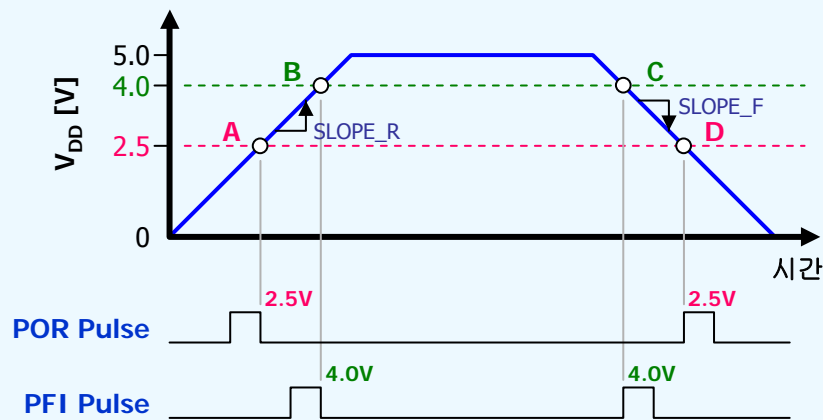 V_DD [V]
5.0
4.0
2.5
0
A
B
C
D
SLOPE_R
SLOPE_F
시간
2.5V
2.5V
POR Pulse
4.0V
4.0V
PFI Pulse